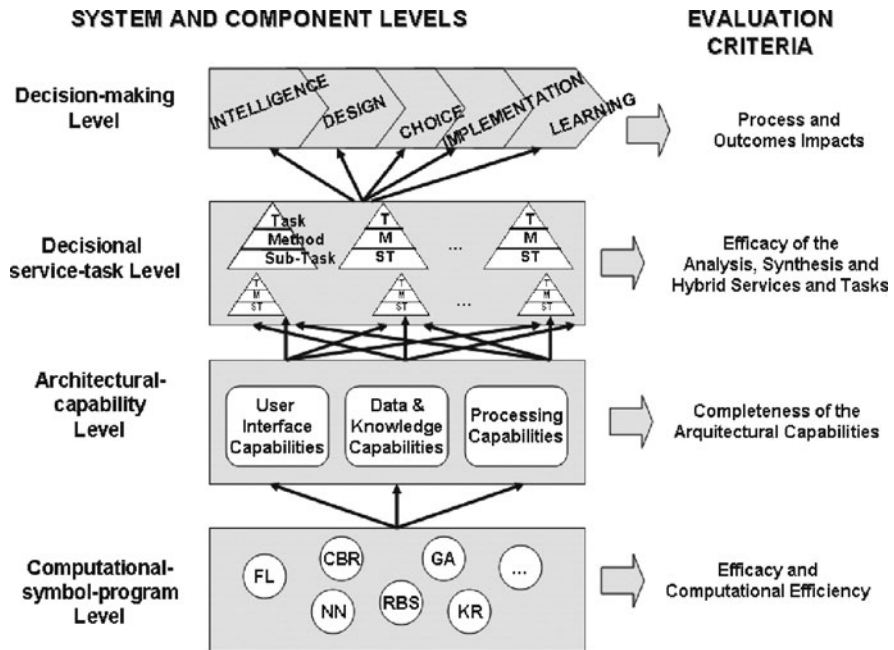 SYSTEM AND COMPONENT LEVELS
EVALUATION
CRITERIA
Decision-making
Level
INTELLIGENCE
DESIGN
CHOICE
IMPLEMENTATION
LEARNING
Process and
Outcomes Impacts
Decisional
service-task Level
Task
Method
Sub-Task
T
M
ST
...
T
M
ST
T
M
ST
T
M
ST
...
T
M
ST
Efficacy of the
Analysis, Synthesis and
Hybrid Services and Tasks
Architectural-
capability
Level
User
Interface
Capabilities
Data &
Knowledge
Capabilities
Processing
Capabilities
Completeness of the
Arquitectural Capabilities
Computational-
symbol-program
Level
FL
CBR
GA
...
NN
RBS
KR
Efficacy and
Computational Efficiency